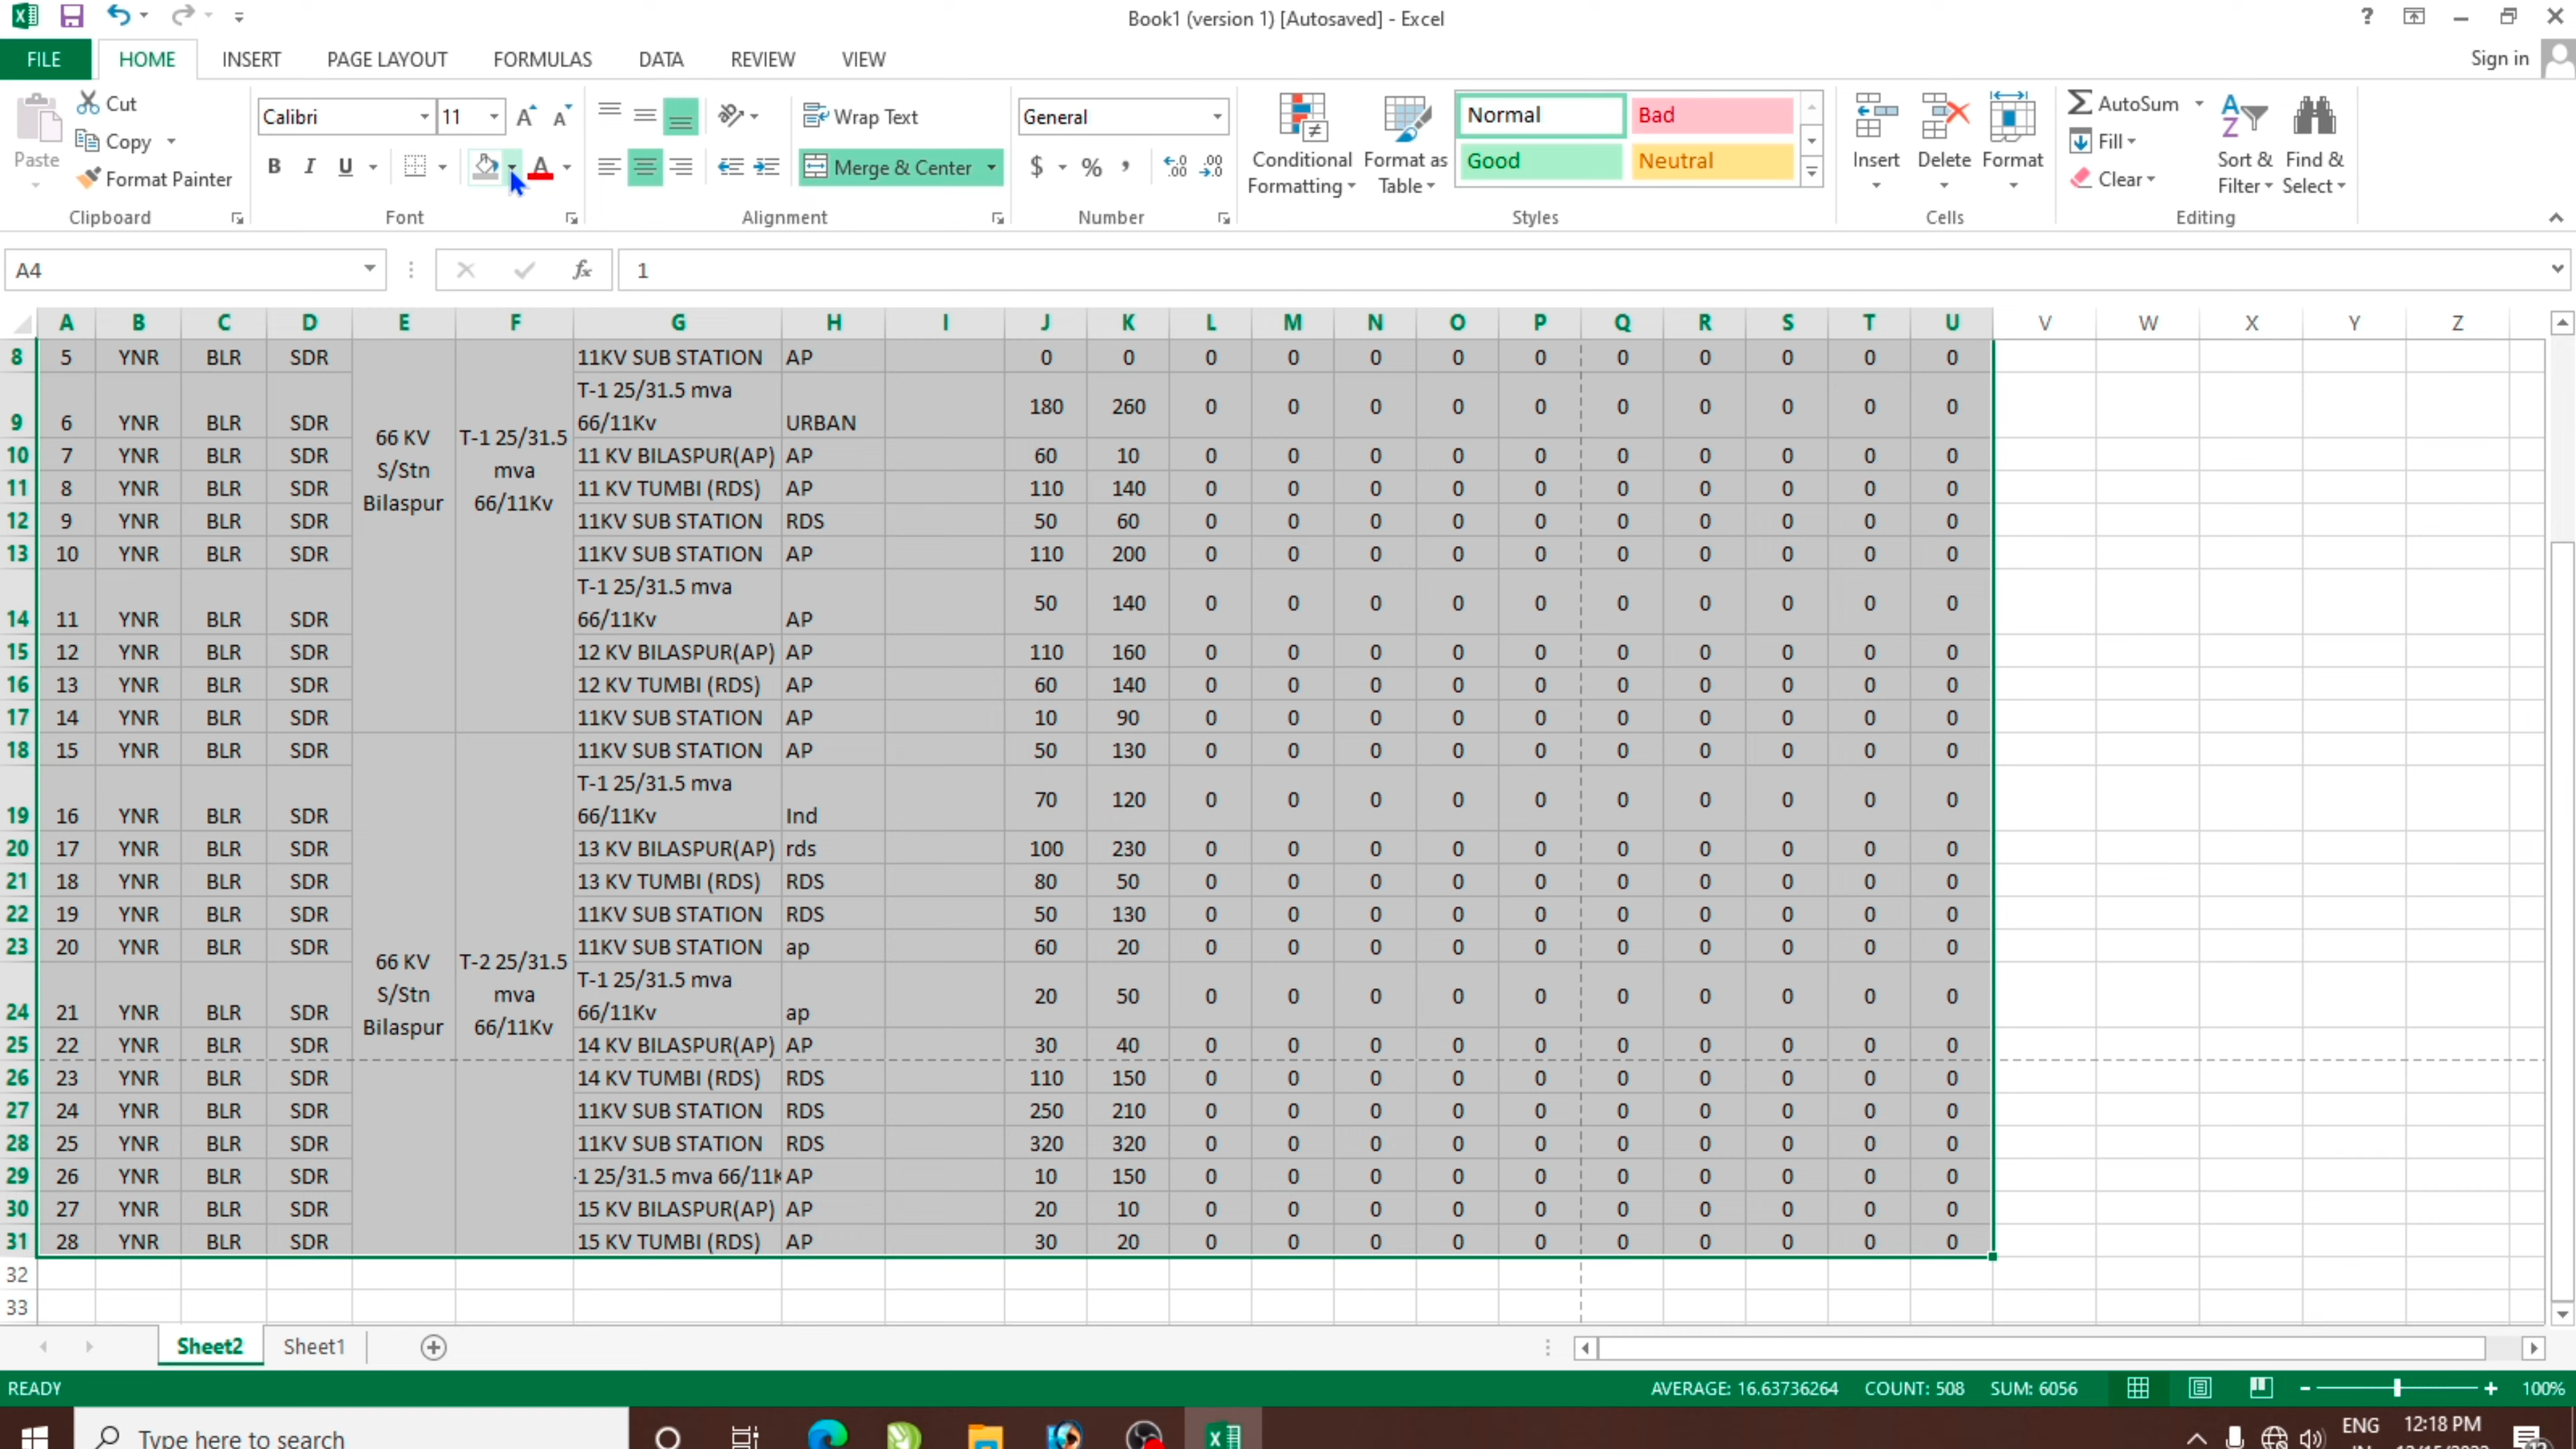 Book1 (version 1) [Autosaved] - Excel
FILE HOME INSERT PAGE LAYOUT FORMULAS DATA REVIEW VIEW Sign in
Paste
Cut
Copy
Format Painter
Calibri 11
B I U
Wrap Text
Merge & Center
General
$ %
Conditional Formatting
Format as Table
Normal Bad
Good Neutral
Insert Delete Format
AutoSum
Fill
Clear
Sort & Filter
Find & Select
Clipboard Font Alignment Number Styles Cells Editing
A4 fx 1
A B C D E F G H I J K L M N O P Q R S T U V W X Y Z
8 5 YNR BLR SDR 11KV SUB STATION AP 0 0 0 0 0 0 0 0 0 0 0 0
9 6 YNR BLR SDR T-1 25/31.5 mva 66/11Kv URBAN 180 260 0 0 0 0 0 0 0 0 0 0
66 KV S/Stn Bilaspur T-1 25/31.5 mva 66/11Kv
10 7 YNR BLR SDR 11 KV BILASPUR(AP) AP 60 10 0 0 0 0 0 0 0 0 0 0
11 8 YNR BLR SDR 11 KV TUMBI (RDS) AP 110 140 0 0 0 0 0 0 0 0 0 0
12 9 YNR BLR SDR 11KV SUB STATION RDS 50 60 0 0 0 0 0 0 0 0 0 0
13 10 YNR BLR SDR 11KV SUB STATION AP 110 200 0 0 0 0 0 0 0 0 0 0
14 11 YNR BLR SDR T-1 25/31.5 mva 66/11Kv AP 50 140 0 0 0 0 0 0 0 0 0 0
15 12 YNR BLR SDR 12 KV BILASPUR(AP) AP 110 160 0 0 0 0 0 0 0 0 0 0
16 13 YNR BLR SDR 12 KV TUMBI (RDS) AP 60 140 0 0 0 0 0 0 0 0 0 0
17 14 YNR BLR SDR 11KV SUB STATION AP 10 90 0 0 0 0 0 0 0 0 0 0
18 15 YNR BLR SDR 11KV SUB STATION AP 50 130 0 0 0 0 0 0 0 0 0 0
19 16 YNR BLR SDR T-1 25/31.5 mva 66/11Kv Ind 70 120 0 0 0 0 0 0 0 0 0 0
20 17 YNR BLR SDR 13 KV BILASPUR(AP) rds 100 230 0 0 0 0 0 0 0 0 0 0
21 18 YNR BLR SDR 13 KV TUMBI (RDS) RDS 80 50 0 0 0 0 0 0 0 0 0 0
22 19 YNR BLR SDR 11KV SUB STATION RDS 50 130 0 0 0 0 0 0 0 0 0 0
23 20 YNR BLR SDR 11KV SUB STATION ap 60 20 0 0 0 0 0 0 0 0 0 0
66 KV S/Stn Bilaspur T-2 25/31.5 mva 66/11Kv
24 21 YNR BLR SDR T-1 25/31.5 mva 66/11Kv ap 20 50 0 0 0 0 0 0 0 0 0 0
25 22 YNR BLR SDR 14 KV BILASPUR(AP) AP 30 40 0 0 0 0 0 0 0 0 0 0
26 23 YNR BLR SDR 14 KV TUMBI (RDS) RDS 110 150 0 0 0 0 0 0 0 0 0 0
27 24 YNR BLR SDR 11KV SUB STATION RDS 250 210 0 0 0 0 0 0 0 0 0 0
28 25 YNR BLR SDR 11KV SUB STATION RDS 320 320 0 0 0 0 0 0 0 0 0 0
29 26 YNR BLR SDR -1 25/31.5 mva 66/11K AP 10 150 0 0 0 0 0 0 0 0 0 0
30 27 YNR BLR SDR 15 KV BILASPUR(AP) AP 20 10 0 0 0 0 0 0 0 0 0 0
31 28 YNR BLR SDR 15 KV TUMBI (RDS) AP 30 20 0 0 0 0 0 0 0 0 0 0
32
33
Sheet2 Sheet1
READY AVERAGE: 16.63736264 COUNT: 508 SUM: 6056 100%
Type here to search
ENG 12:18 PM